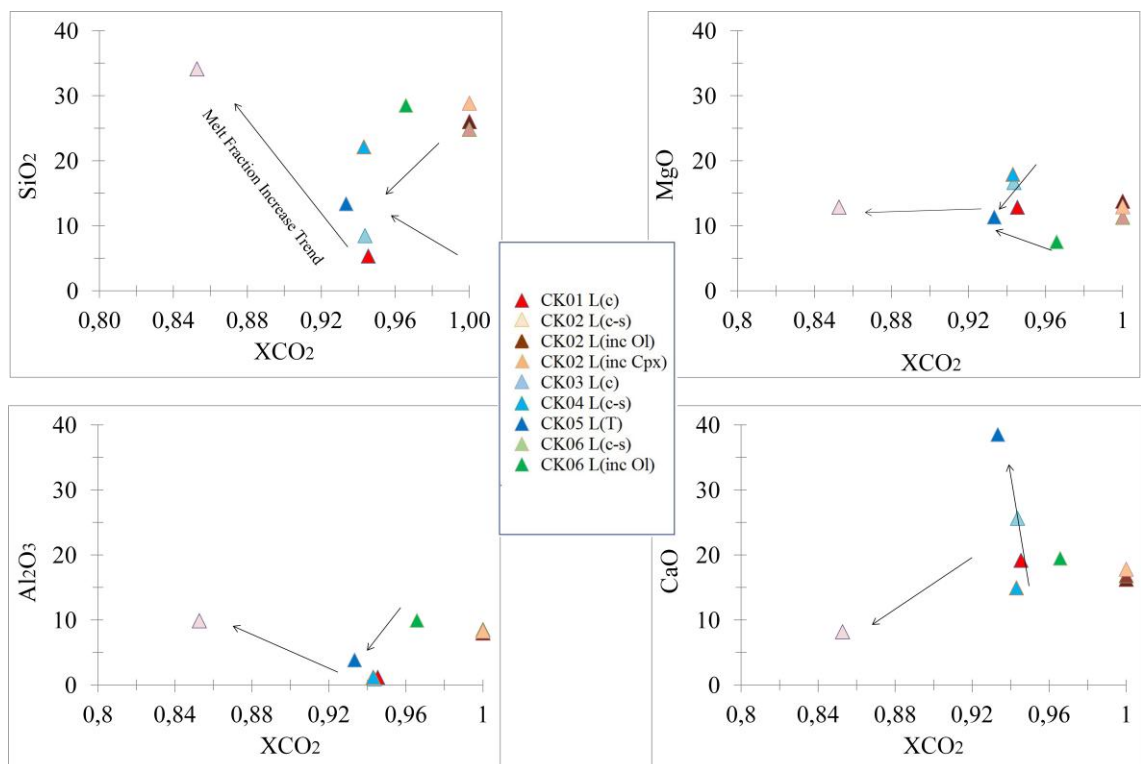 40
30
20
10
0
0,80 0,84 0,88 0,92 0,96 1,00
SiO2
XCO2
Melt Fraction Increase Trend
40
30
20
10
0
0,8 0,84 0,88 0,92 0,96 1
MgO
XCO2
CK01 L(c)
CK02 L(c-s)
CK02 L(inc Ol)
CK02 L(inc Cpx)
CK03 L(c)
CK04 L(c-s)
CK05 L(T)
CK06 L(c-s)
CK06 L(inc Ol)
40
30
20
10
0
0,8 0,84 0,88 0,92 0,96 1
Al2O3
XCO2
40
30
20
10
0
0,8 0,84 0,88 0,92 0,96 1
CaO
XCO2